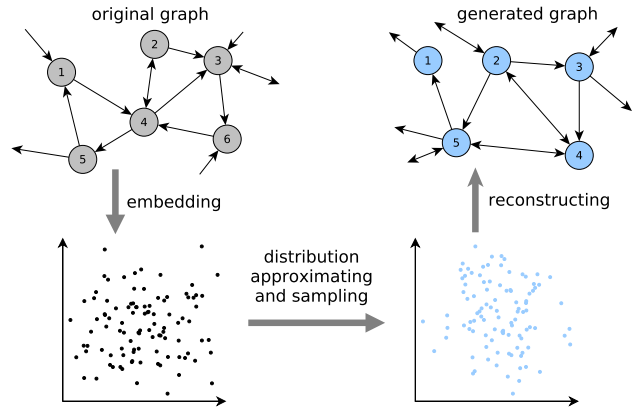 original graph
generated graph
1
2
3
4
5
6
1
2
3
4
5
embedding
reconstructing
distribution
approximating
and sampling